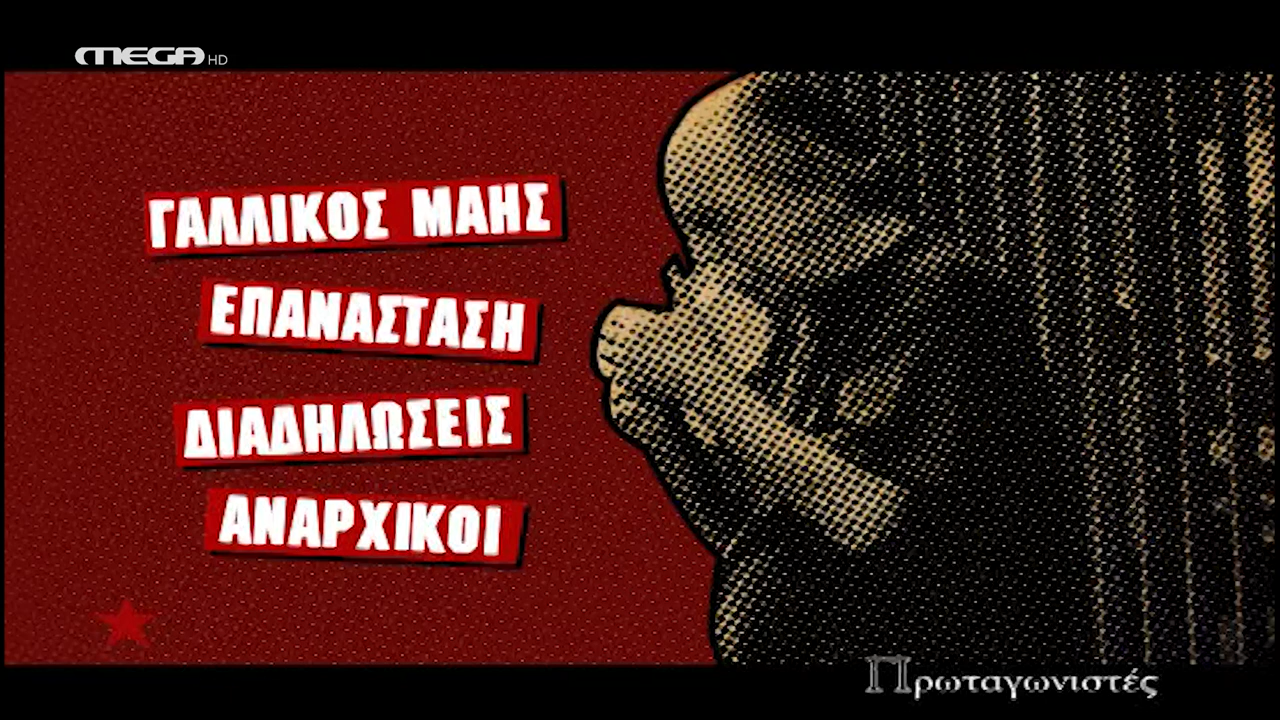 MEGA HD
ΓΑΛΛΙΚΟΣ ΜΑΗΣ
ΕΠΑΝΑΣΤΑΣΗ
ΔΙΑΔΗΛΩΣΕΙΣ
ΑΝΑΡΧΙΚΟΙ
Πρωταγωνιστές